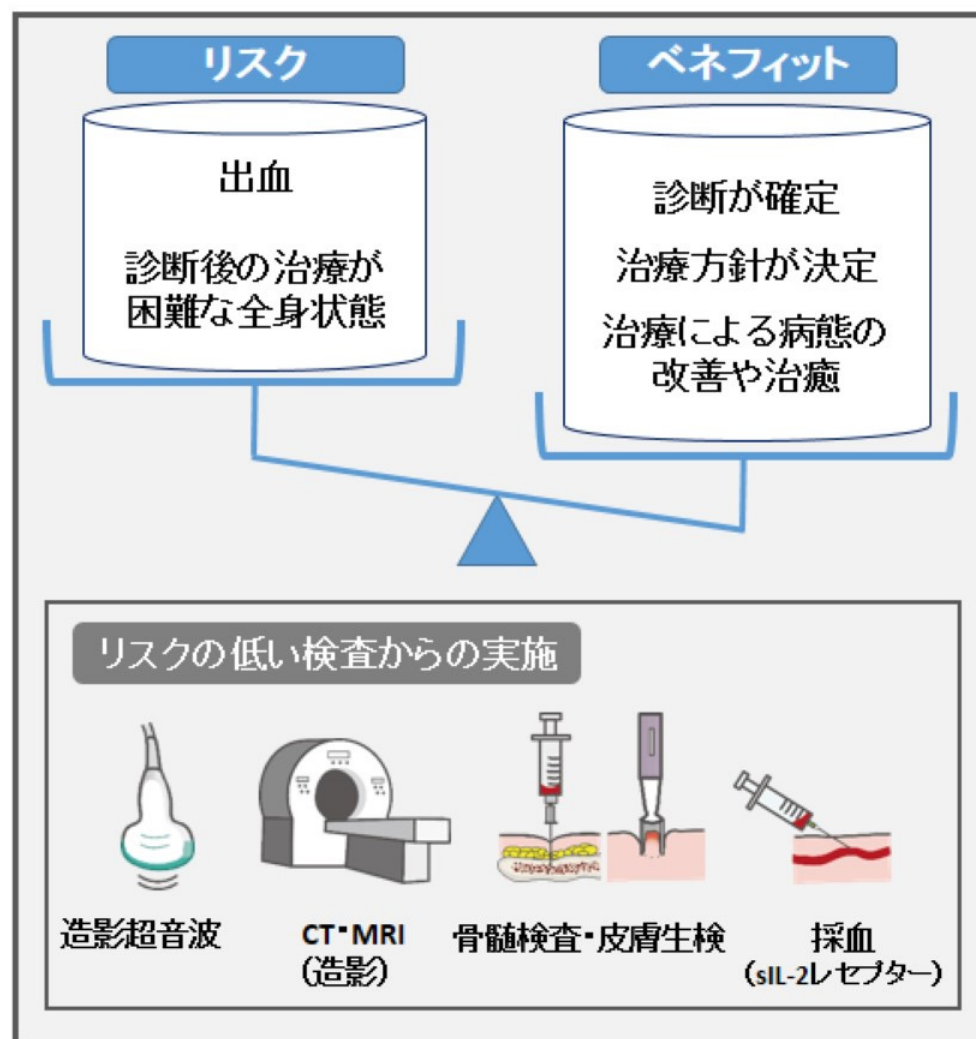 リスク
ベネフィット
出血
診断後の治療が
困難な全身状態
診断が確定
治療方針が決定
治療による病態の
改善や治癒
リスクの低い検査からの実施
造影超音波
CT・MRI
(造影)
骨髄検査・皮膚生検
採血
(sIL-2レセプター)